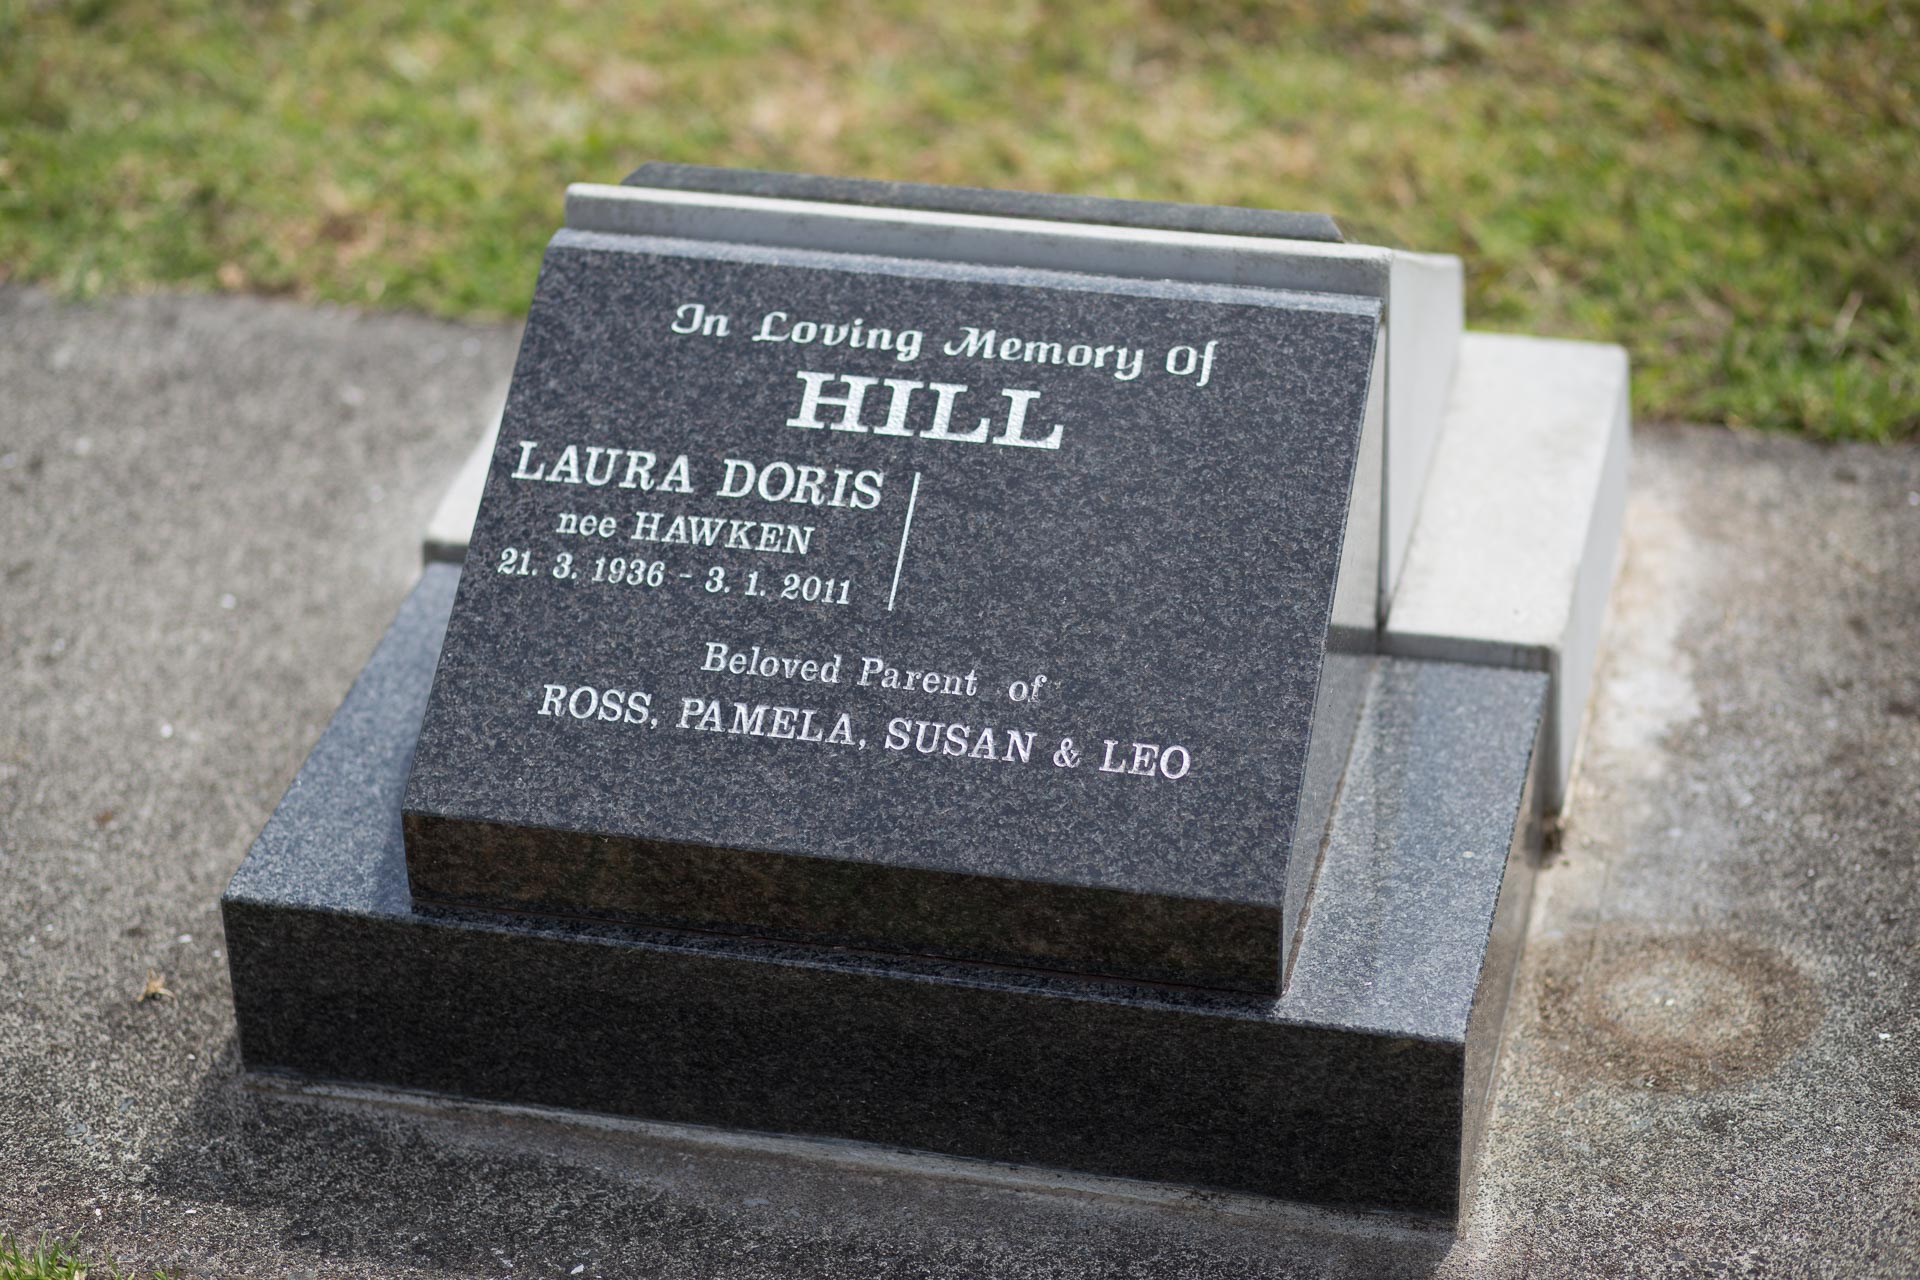 In Loving Memory Of
HILL
LAURA DORIS
nee HAWKEN
21. 3. 1936 - 3. 1. 2011
Beloved Parent of
ROSS, PAMELA, SUSAN & LEO